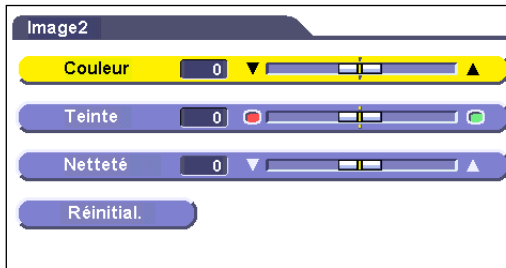 Image2
Couleur 0
Teinte 0
Netteté 0
Réinitial.